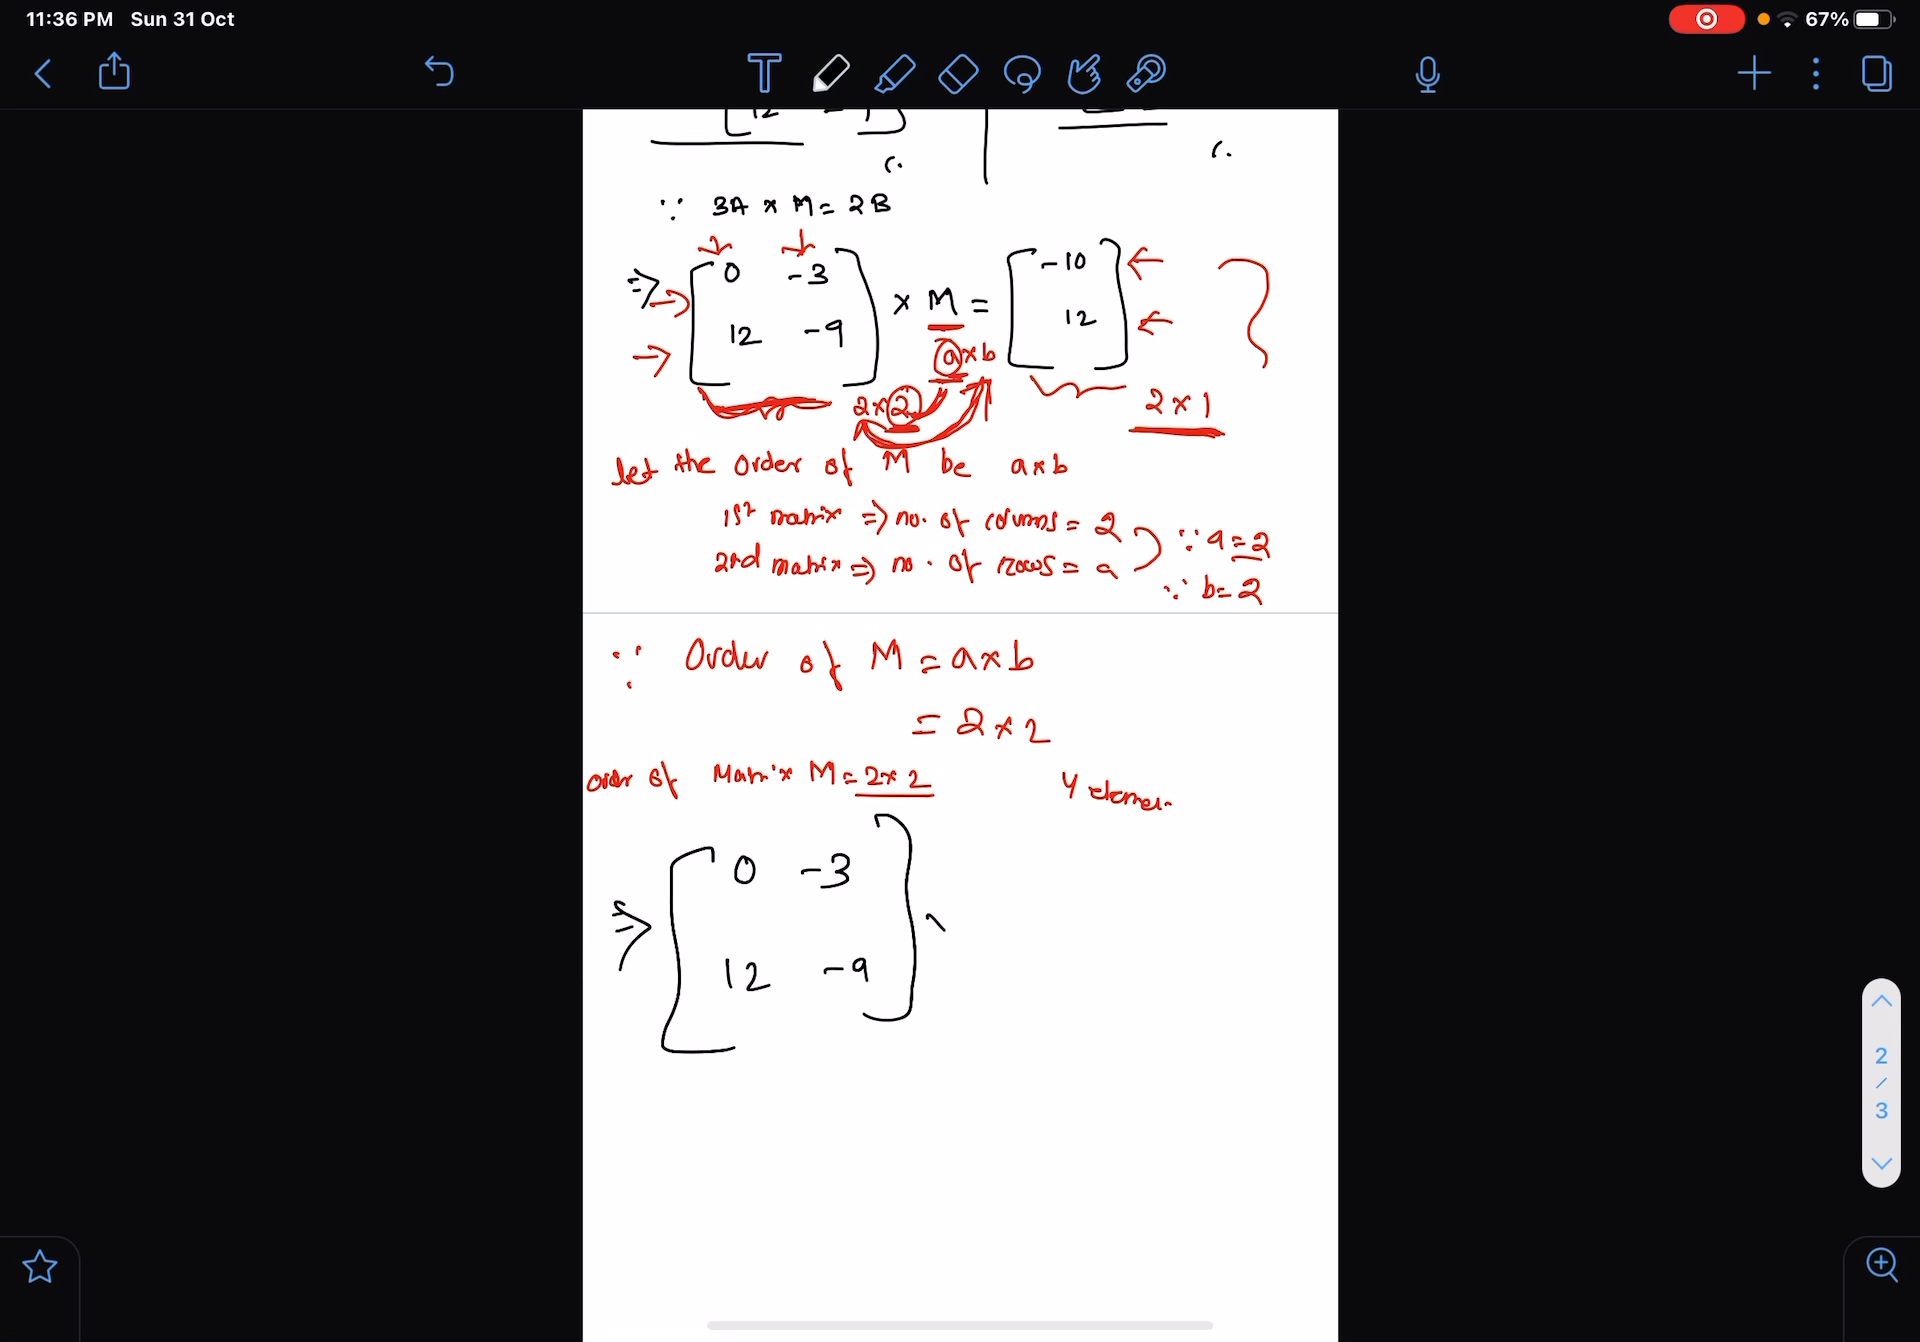 11:36 PM Sun 31 Oct
67%
T
12
∵ 3A × M = 2B
⇒ [0 -3
12 -9] × M = [-10
12]
a×b
2×2
2 × 1
let the order of M be a×b
1st matrix ⇒ no. of columns = 2
∵ a = 2
2nd matrix ⇒ no. of rows = a
∵ b = 2
∵ Order of M = a×b
= 2 × 2
order of Matrix M = 2×2
4 elemen
⇒ [0 -3
12 -9]
2
/
3